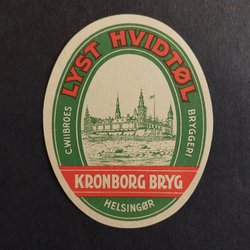 LYST HVIDTØL
C. WIIBROES BRYGGERI
KRONBORG BRYG
HELSINGØR